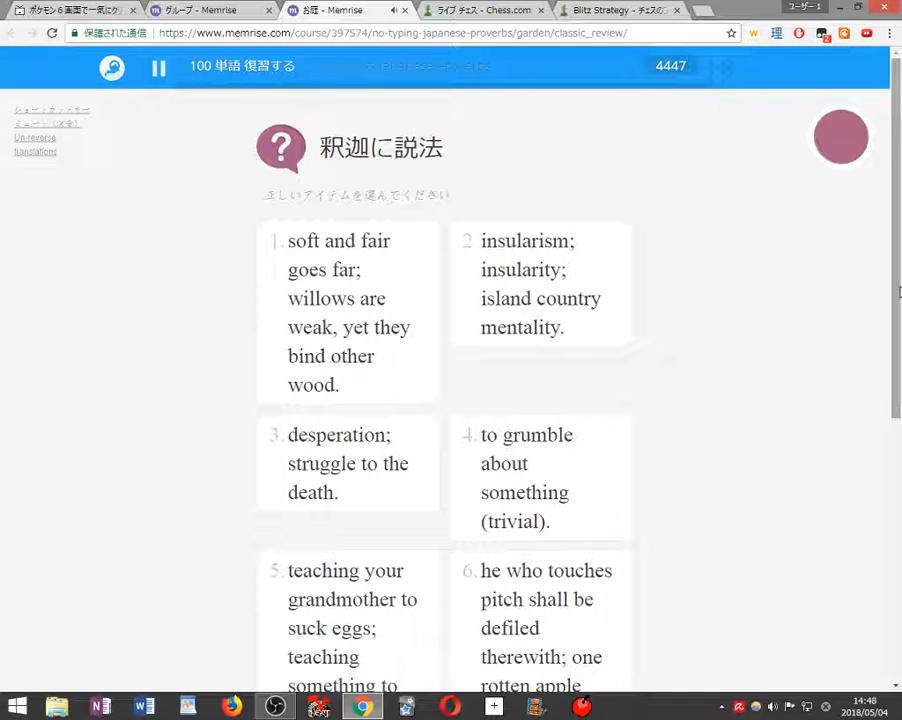 ポケモン６画面で一気にクリ
グループ - Memrise
お庭 - Memrise
ライブ チェス - Chess.com
Blitz Strategy - チェスのフ
ユーザー 1
保護された通信
https://www.memrise.com/course/397574/no-typing-japanese-proverbs/garden/classic_review/
100 単語 復習する
4447
Un-reverse
translations
? 釈迦に説法
正しいアイテムを選んでください
1. soft and fair
goes far;
willows are
weak, yet they
bind other
wood.
2 insularism;
insularity;
island country
mentality.
3. desperation;
struggle to the
death.
4. to grumble
about
something
(trivial).
5. teaching your
grandmother to
suck eggs;
teaching
something to
6. he who touches
pitch shall be
defiled
therewith; one
rotten apple
14:48
2018/05/04